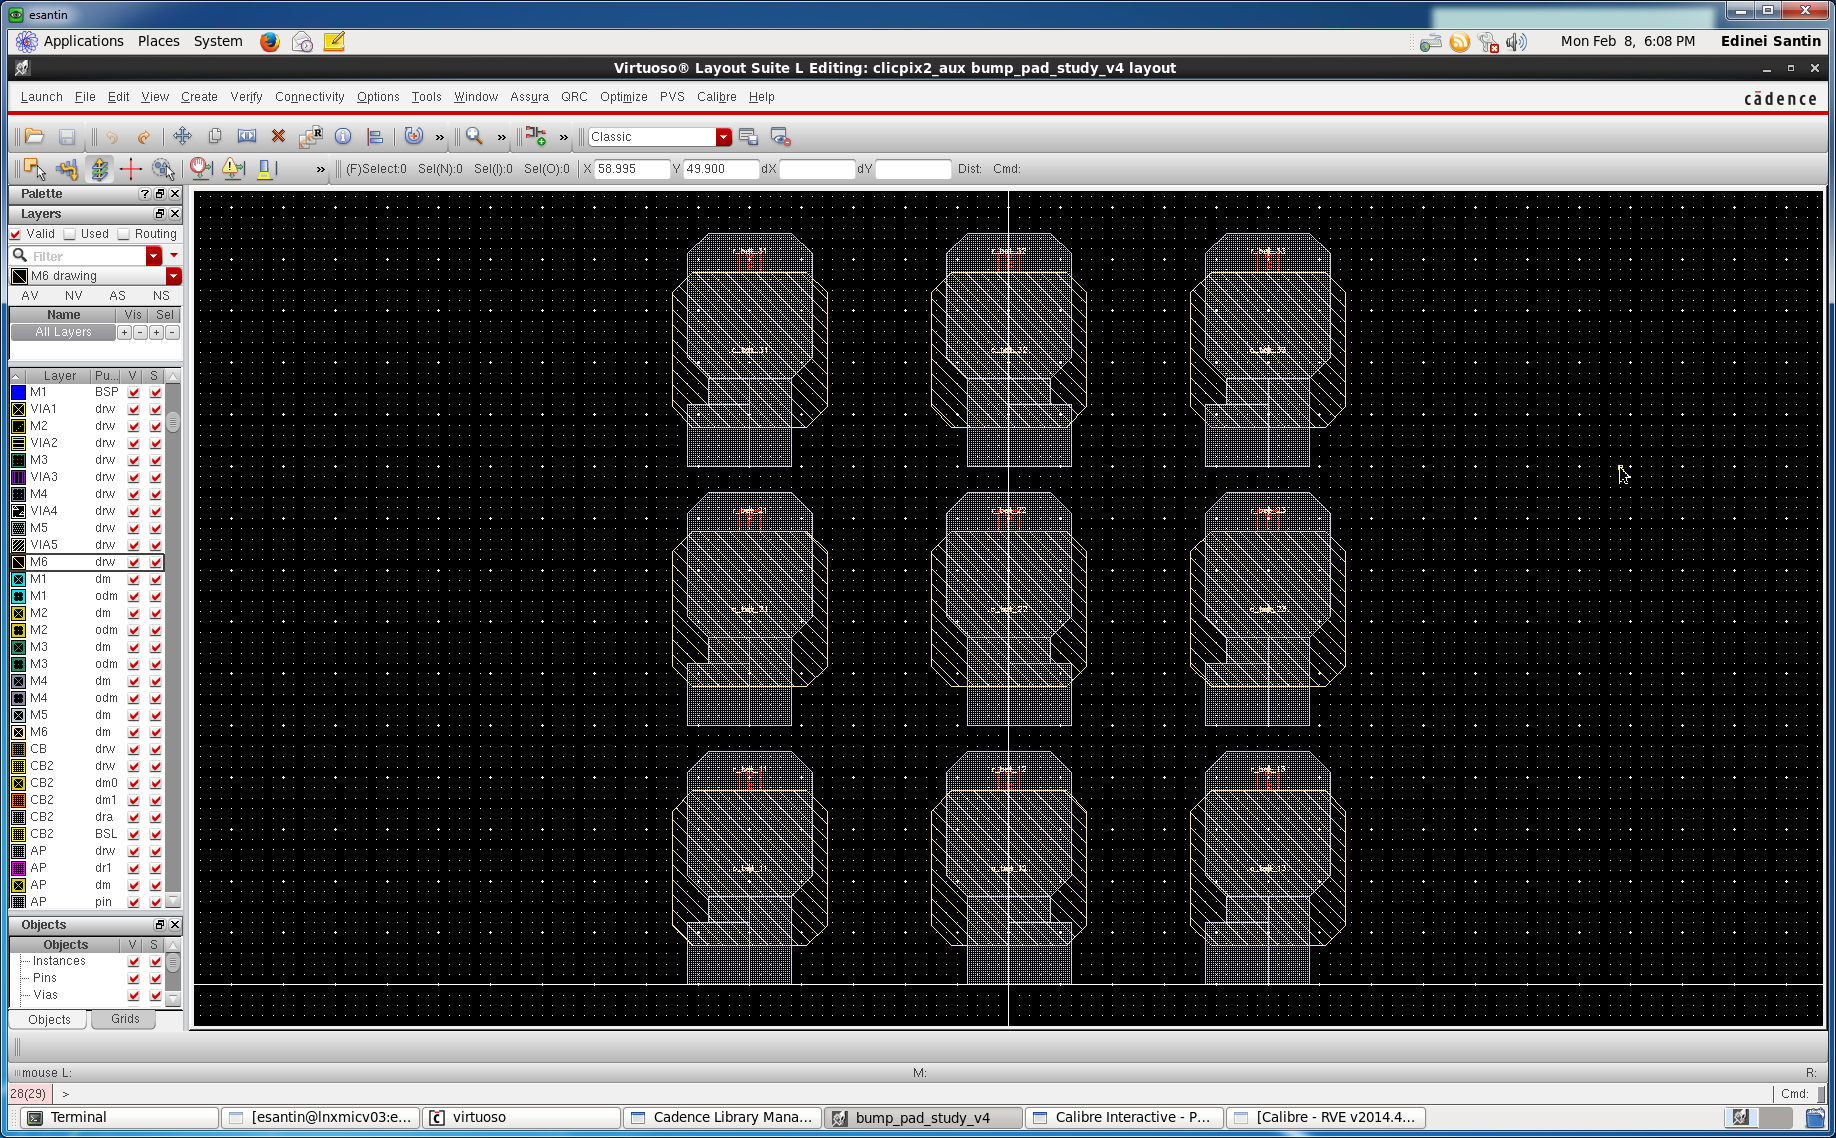 esantin
Applications Places System Mon Feb 8, 6:08 PM Edinei Santin
Virtuoso® Layout Suite L Editing: clicpix2_aux bump_pad_study_v4 layout
Launch File Edit View Create Verify Connectivity Options Tools Window Assura QRC Optimize PVS Calibre Help cādence
» » » Classic
» (F)Select:0 Sel(N):0 Sel(I):0 Sel(O):0 X 58.995 Y 49.900 dX dY Dist: Cmd:
Palette
Layers
Valid Used Routing
Filter
M6 drawing
AV NV AS NS
Name Vis Sel
All Layers + - + -
Layer Pu... V S
M1 BSP
VIA1 drw
M2 drw
VIA2 drw
M3 drw
VIA3 drw
M4 drw
VIA4 drw
M5 drw
VIA5 drw
M6 drw
M1 dm
M1 odm
M2 dm
M2 odm
M3 dm
M3 odm
M4 dm
M4 odm
M5 dm
M6 dm
CB drw
CB2 drw
CB2 dm0
CB2 dm1
CB2 dra
CB2 BSL
AP drw
AP dr1
AP dm
AP pin
Objects
Objects V S
Instances
Pins
Vias
Objects Grids
mouse L: M: R:
28(29) > Cmd:
Terminal [esantin@lnxmicv03:e... virtuoso Cadence Library Mana... bump_pad_study_v4 Calibre Interactive - P... [Calibre - RVE v2014.4...